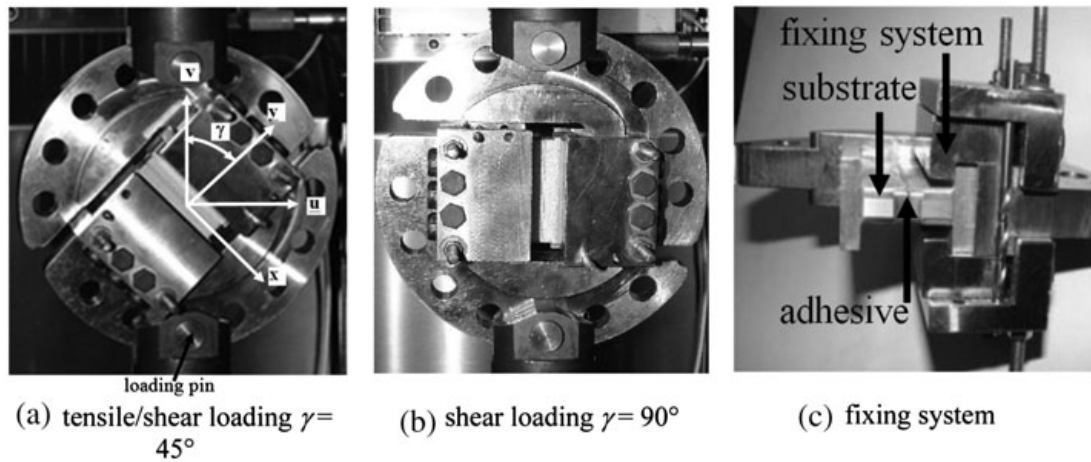 v
y
γ
u
x
loading pin
fixing system
substrate
adhesive
(a) tensile/shear loading γ =
45°
(b) shear loading γ = 90°
(c) fixing system